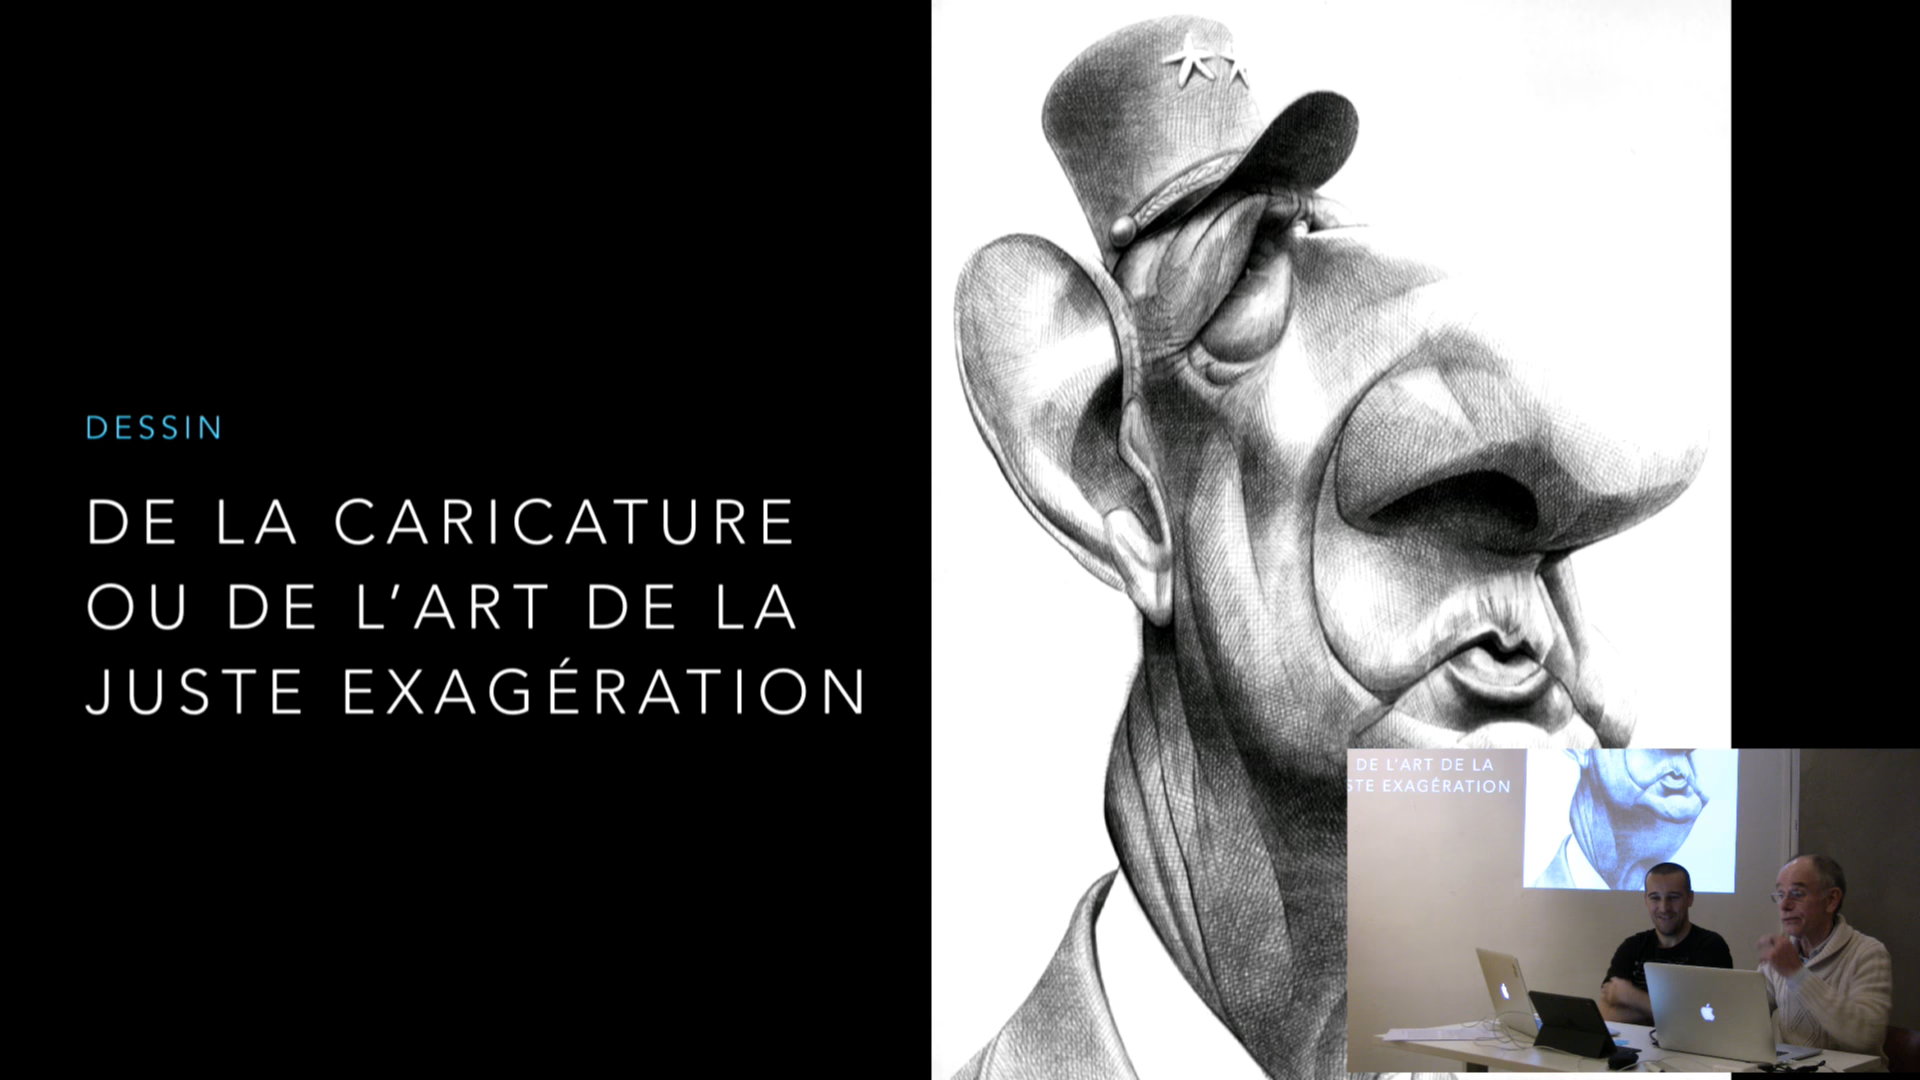 DESSIN
DE LA CARICATURE
OU DE L’ART DE LA
JUSTE EXAGÉRATION
DE L’ART DE LA
STE EXAGÉRATION